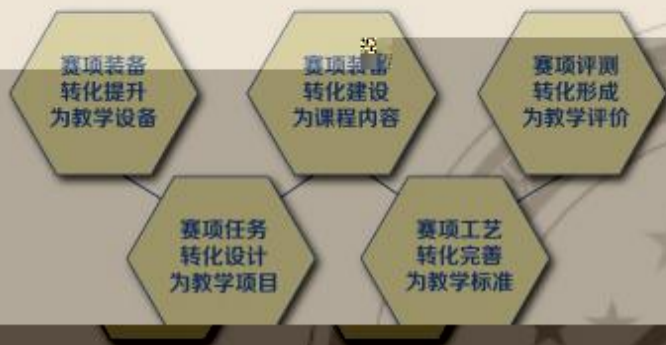 赛项装备
转化提升
为教学设备
赛项装备
转化建设
为课程内容
赛项评测
转化形成
为教学评价
赛项任务
转化设计
为教学项目
赛项工艺
转化完善
为教学标准